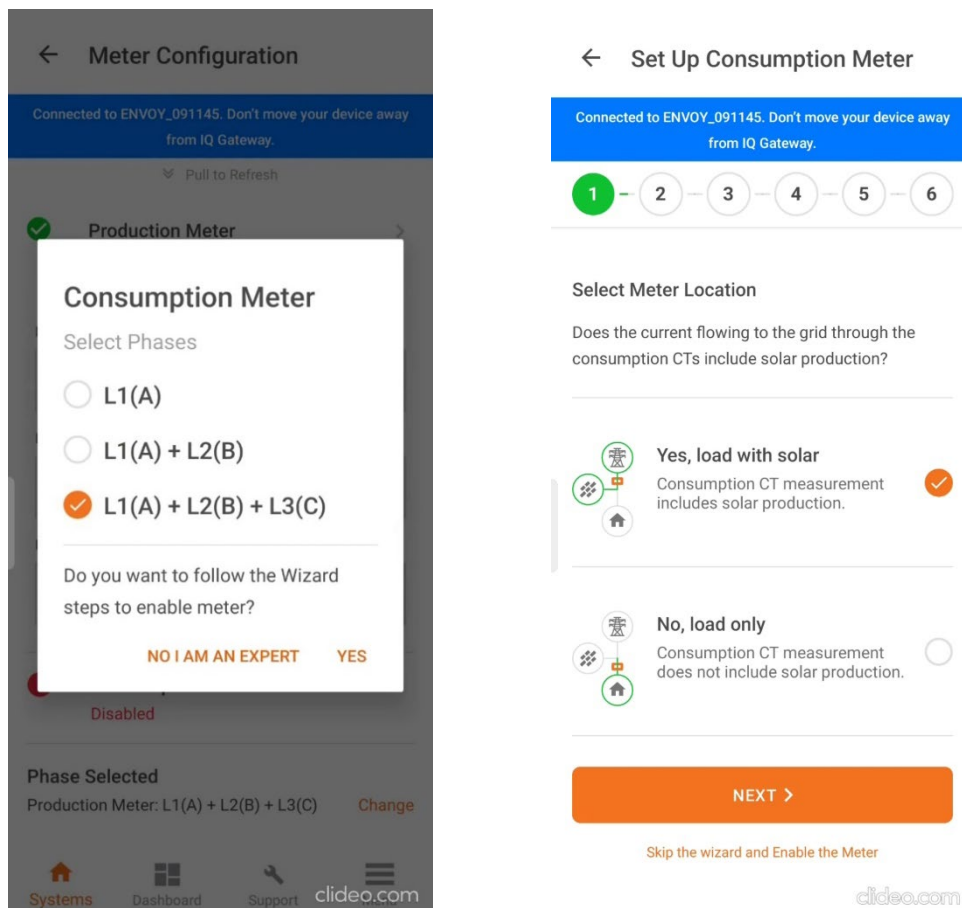 Meter Configuration
Connected to ENVOY_091145. Don't move your device away
from IQ Gateway.
Pull to Refresh
Production Meter
Consumption Meter
Select Phases
L1(A)
L1(A) + L2(B)
L1(A) + L2(B) + L3(C)
Do you want to follow the Wizard
steps to enable meter?
NO I AM AN EXPERT YES
Disabled
Phase Selected
Production Meter: L1(A) + L2(B) + L3(C) Change
Systems Dashboard Support
clideo.com
Set Up Consumption Meter
Connected to ENVOY_091145. Don't move your device away
from IQ Gateway.
1 2 3 4 5 6
Select Meter Location
Does the current flowing to the grid through the
consumption CTs include solar production?
Yes, load with solar
Consumption CT measurement
includes solar production.
No, load only
Consumption CT measurement
does not include solar production.
NEXT >
Skip the wizard and Enable the Meter
clideo.com